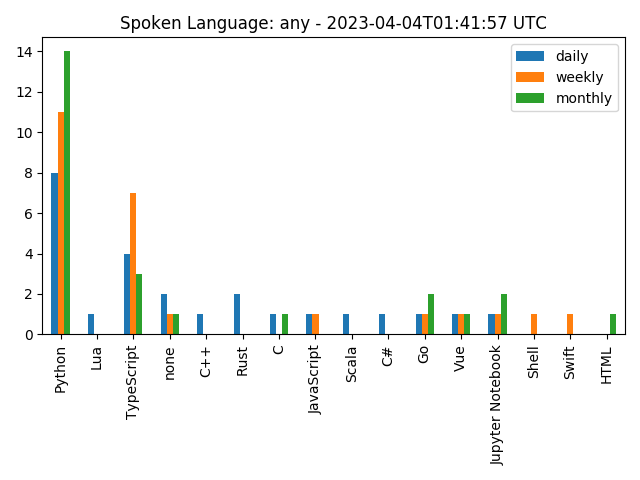 Spoken Language: any - 2023-04-04T01:41:57 UTC
daily
weekly
monthly
14
12
10
8
6
4
2
0
Python
Lua
TypeScript
none
C++
Rust
C
JavaScript
Scala
C#
Go
Vue
Jupyter Notebook
Shell
Swift
HTML